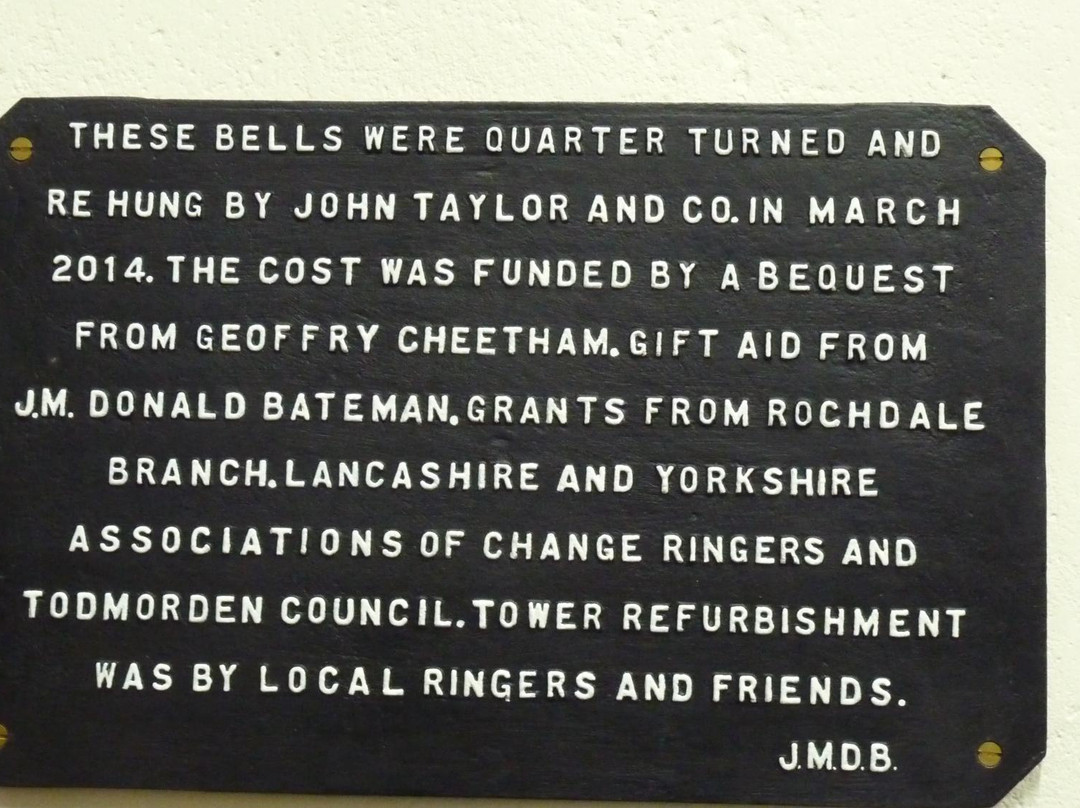 THESE BELLS WERE QUARTER TURNED AND
RE HUNG BY JOHN TAYLOR AND CO. IN MARCH
2014. THE COST WAS FUNDED BY A BEQUEST
FROM GEOFFRY CHEETHAM. GIFT AID FROM
J.M. DONALD BATEMAN. GRANTS FROM ROCHDALE
BRANCH. LANCASHIRE AND YORKSHIRE
ASSOCIATIONS OF CHANGE RINGERS AND
TODMORDEN COUNCIL. TOWER REFURBISHMENT
WAS BY LOCAL RINGERS AND FRIENDS.
J.M.D.B.